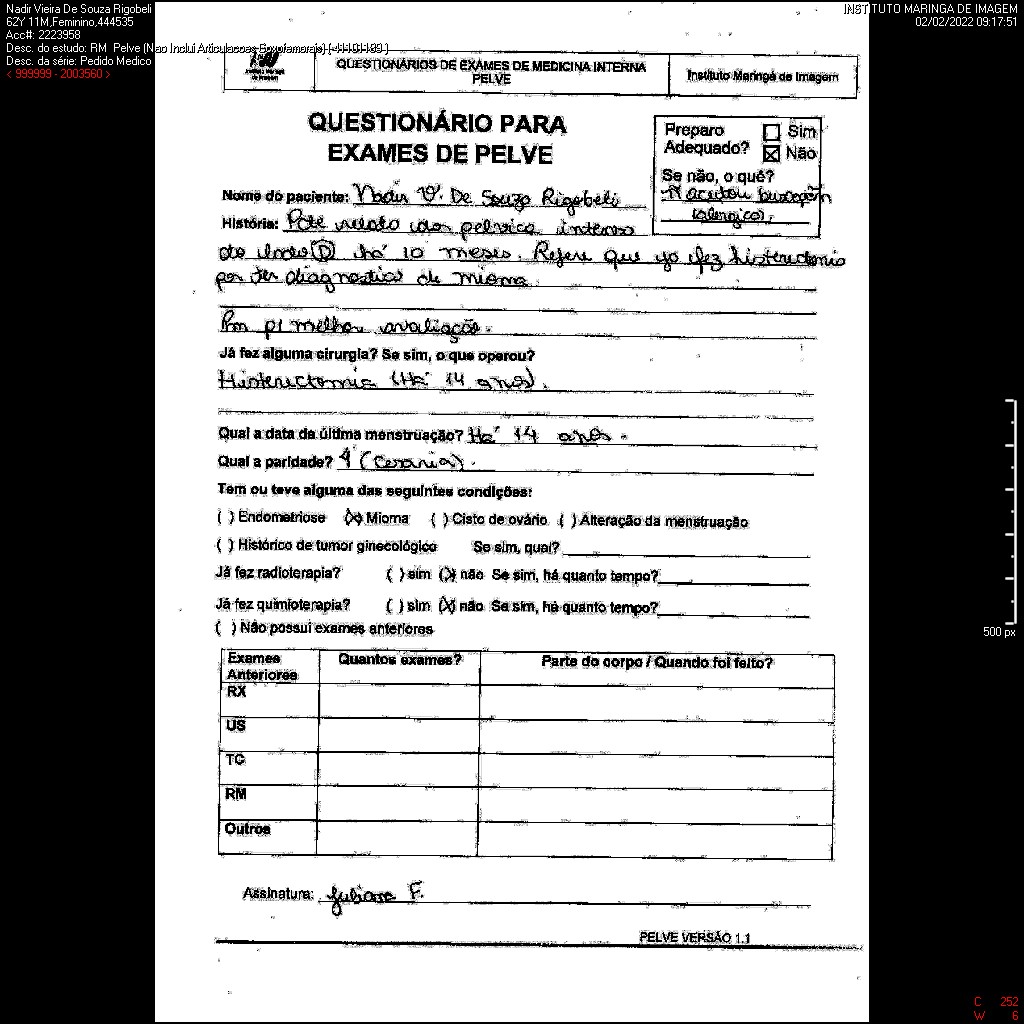 Nadir Vieira De Souza Rigobeli
62Y 11M,Feminino,444535
Acc#: 2223958
Desc. do estudo: RM Pelve (Nao Inclui Articulacoes Coxofemorais)
Desc. da série: Pedido Medico
< 999999 - 2003560 >
INSTITUTO MARINGA DE IMAGEM
02/02/2022 09:17:51
QUESTIONÁRIOS DE EXAMES DE MEDICINA INTERNA
PELVE
Instituto Maringá de Imagem
QUESTIONÁRIO PARA
EXAMES DE PELVE
Preparo Adequado?
Sim
Não
Se não, o quê?
Ñ aceitou buscopan
Nome do paciente: Nadir V. De Souza Rigobeli
História: Pcte relata dor pélvica intensa
do lado (D) há 10 meses. Refere que já fez histerectomia
por ter diagnostico de mioma.
Rm p/ melhor avaliação.
Já fez alguma cirurgia? Se sim, o que operou?
Histerectomia (Há 14 anos).
Qual a data da última menstruação? Há 14 anos.
Qual a paridade? (Cesaria).
Tem ou teve alguma das seguintes condições:
( ) Endometriose (X) Mioma ( ) Cisto de ovário ( ) Alteração da menstruação
( ) Histórico de tumor ginecológico Se sim, qual?
Já fez radioterapia? ( ) sim (X) não Se sim, há quanto tempo?
Já fez quimioterapia? ( ) sim (X) não Se sim, há quanto tempo?
( ) Não possui exames anteriores
Exames Anteriores
Quantos exames?
Parte do corpo / Quando foi feito?
RX
US
TC
RM
Outros
Assinatura: Juliana F.
PELVE VERSÃO 1.1
500 px
C 252
W 6